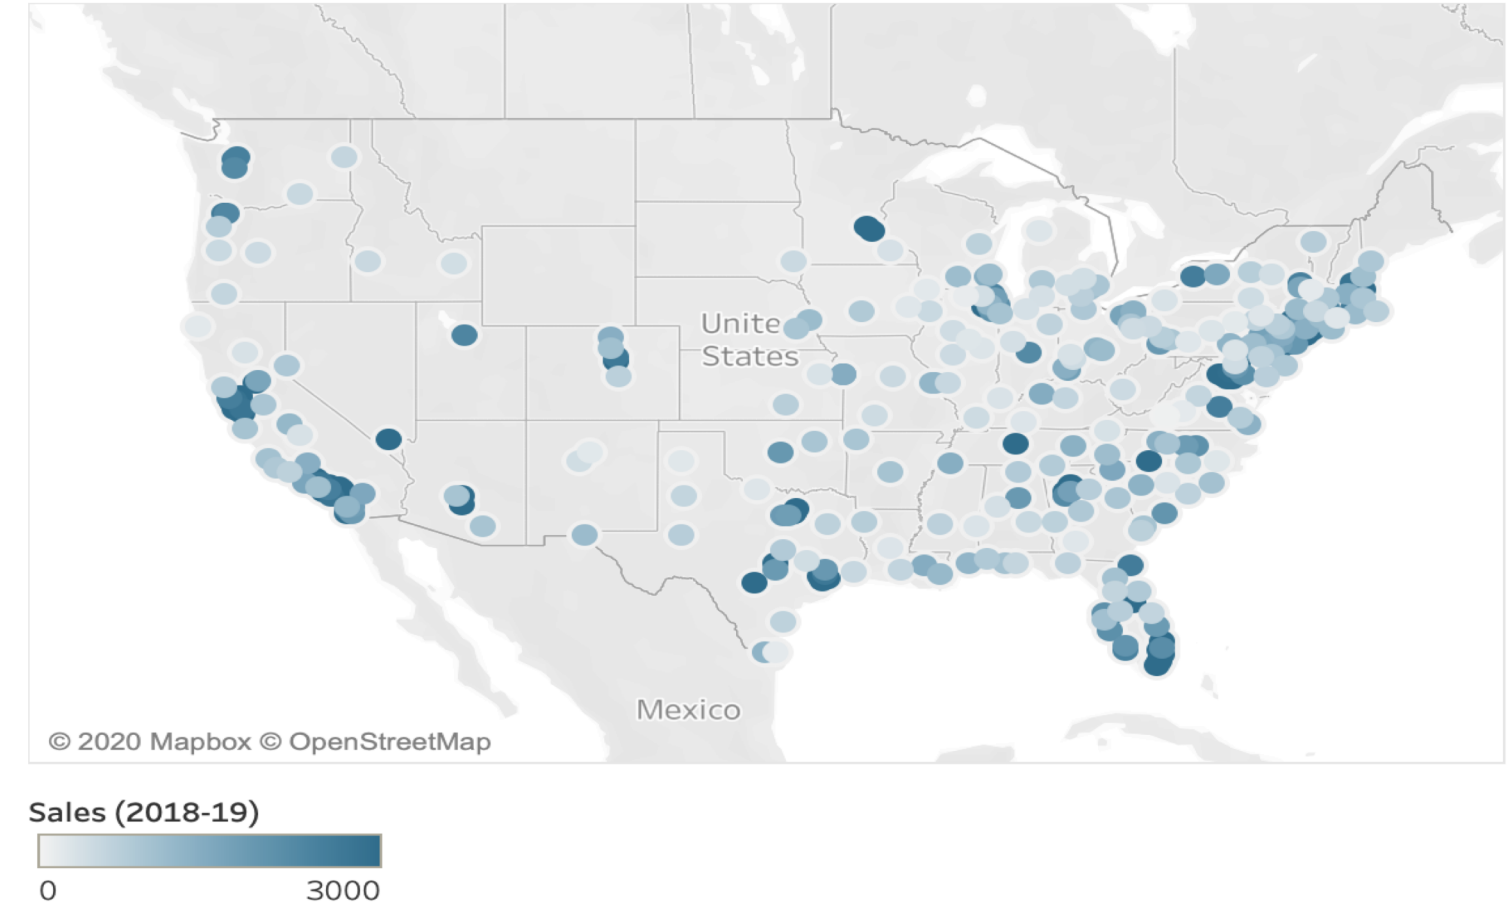 Unite
States
Mexico
© 2020 Mapbox © OpenStreetMap
Sales (2018-19)
0 3000